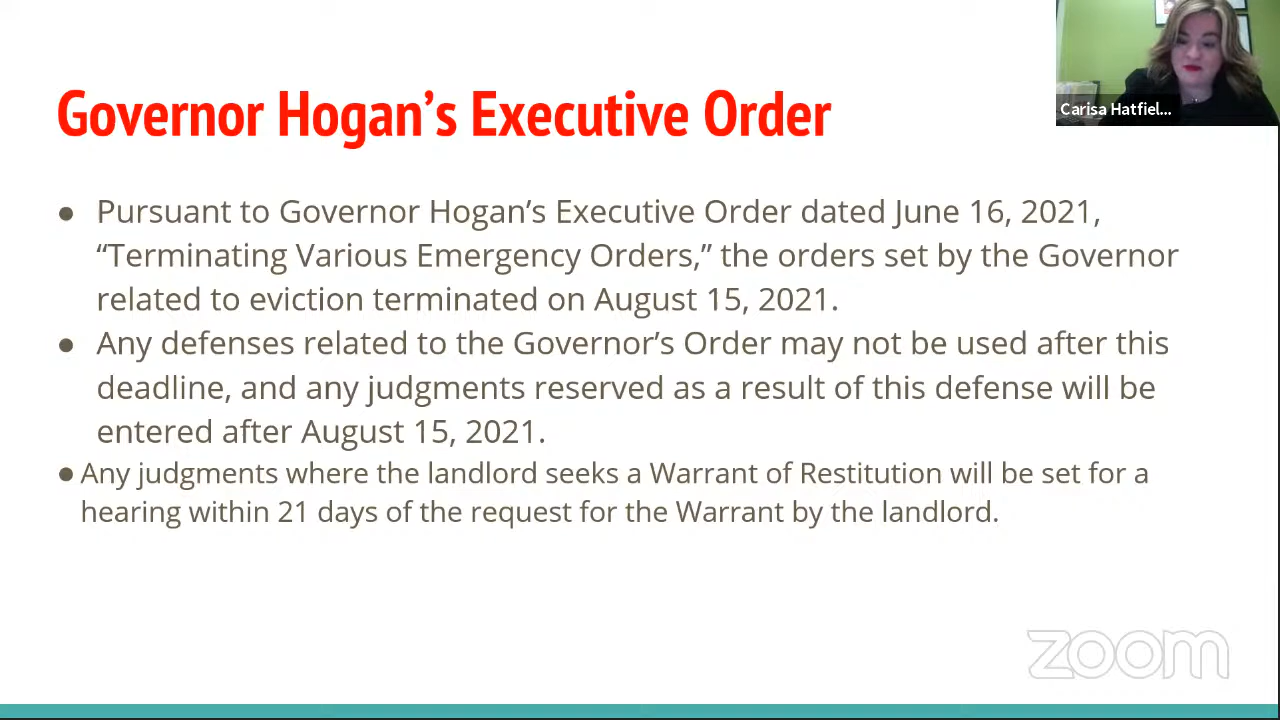 Carisa Hatfiel...
Governor Hogan’s Executive Order
● Pursuant to Governor Hogan’s Executive Order dated June 16, 2021,
“Terminating Various Emergency Orders,” the orders set by the Governor
related to eviction terminated on August 15, 2021.
● Any defenses related to the Governor’s Order may not be used after this
deadline, and any judgments reserved as a result of this defense will be
entered after August 15, 2021.
● Any judgments where the landlord seeks a Warrant of Restitution will be set for a
hearing within 21 days of the request for the Warrant by the landlord.
zoom